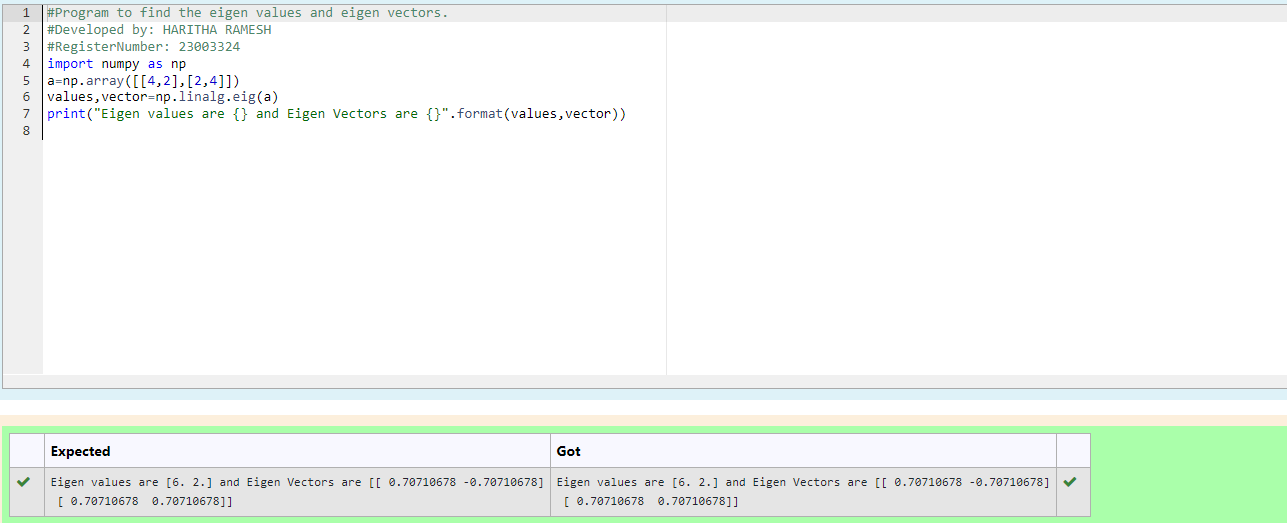 1 #Program to find the eigen values and eigen vectors.
2 #Developed by: HARITHA RAMESH
3 #RegisterNumber: 23003324
4 import numpy as np
5 a=np.array([[4,2],[2,4]])
6 values,vector=np.linalg.eig(a)
7 print("Eigen values are {} and Eigen Vectors are {}".format(values,vector))
8
Expected Got
Eigen values are [6. 2.] and Eigen Vectors are [[ 0.70710678 -0.70710678] Eigen values are [6. 2.] and Eigen Vectors are [[ 0.70710678 -0.70710678]
[ 0.70710678  0.70710678]] [ 0.70710678  0.70710678]]